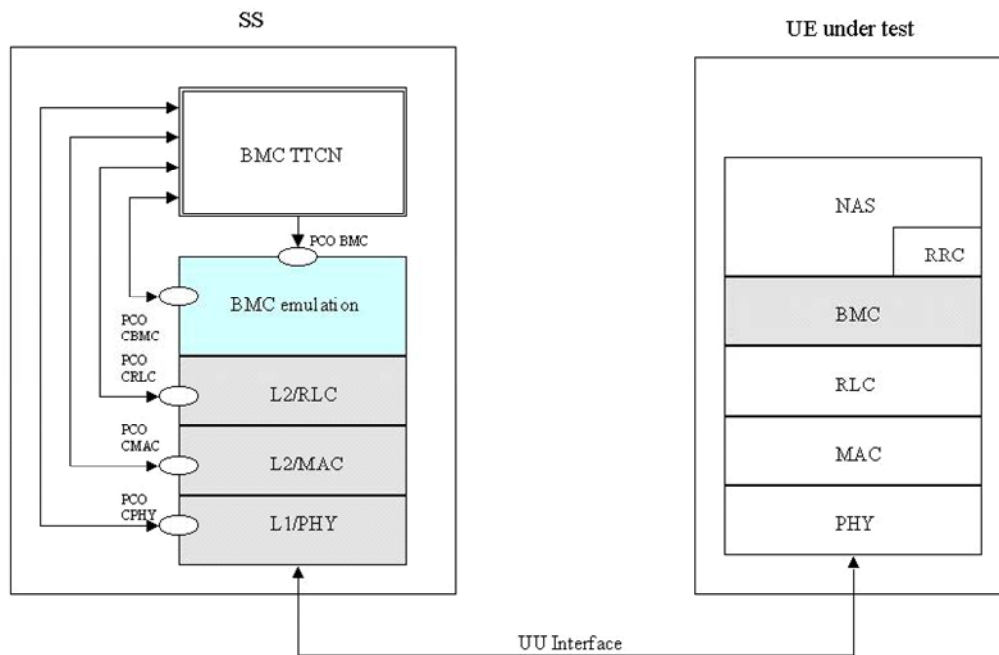 SS
UE under test
BMC TTCN
PCO BMC
BMC emulation
PCO
CBMC
PCO
CRLC
L2/RLC
PCO
CMAC
L2/MAC
PCO
CPHY
L1/PHY
NAS
RRC
BMC
RLC
MAC
PHY
UU Interface